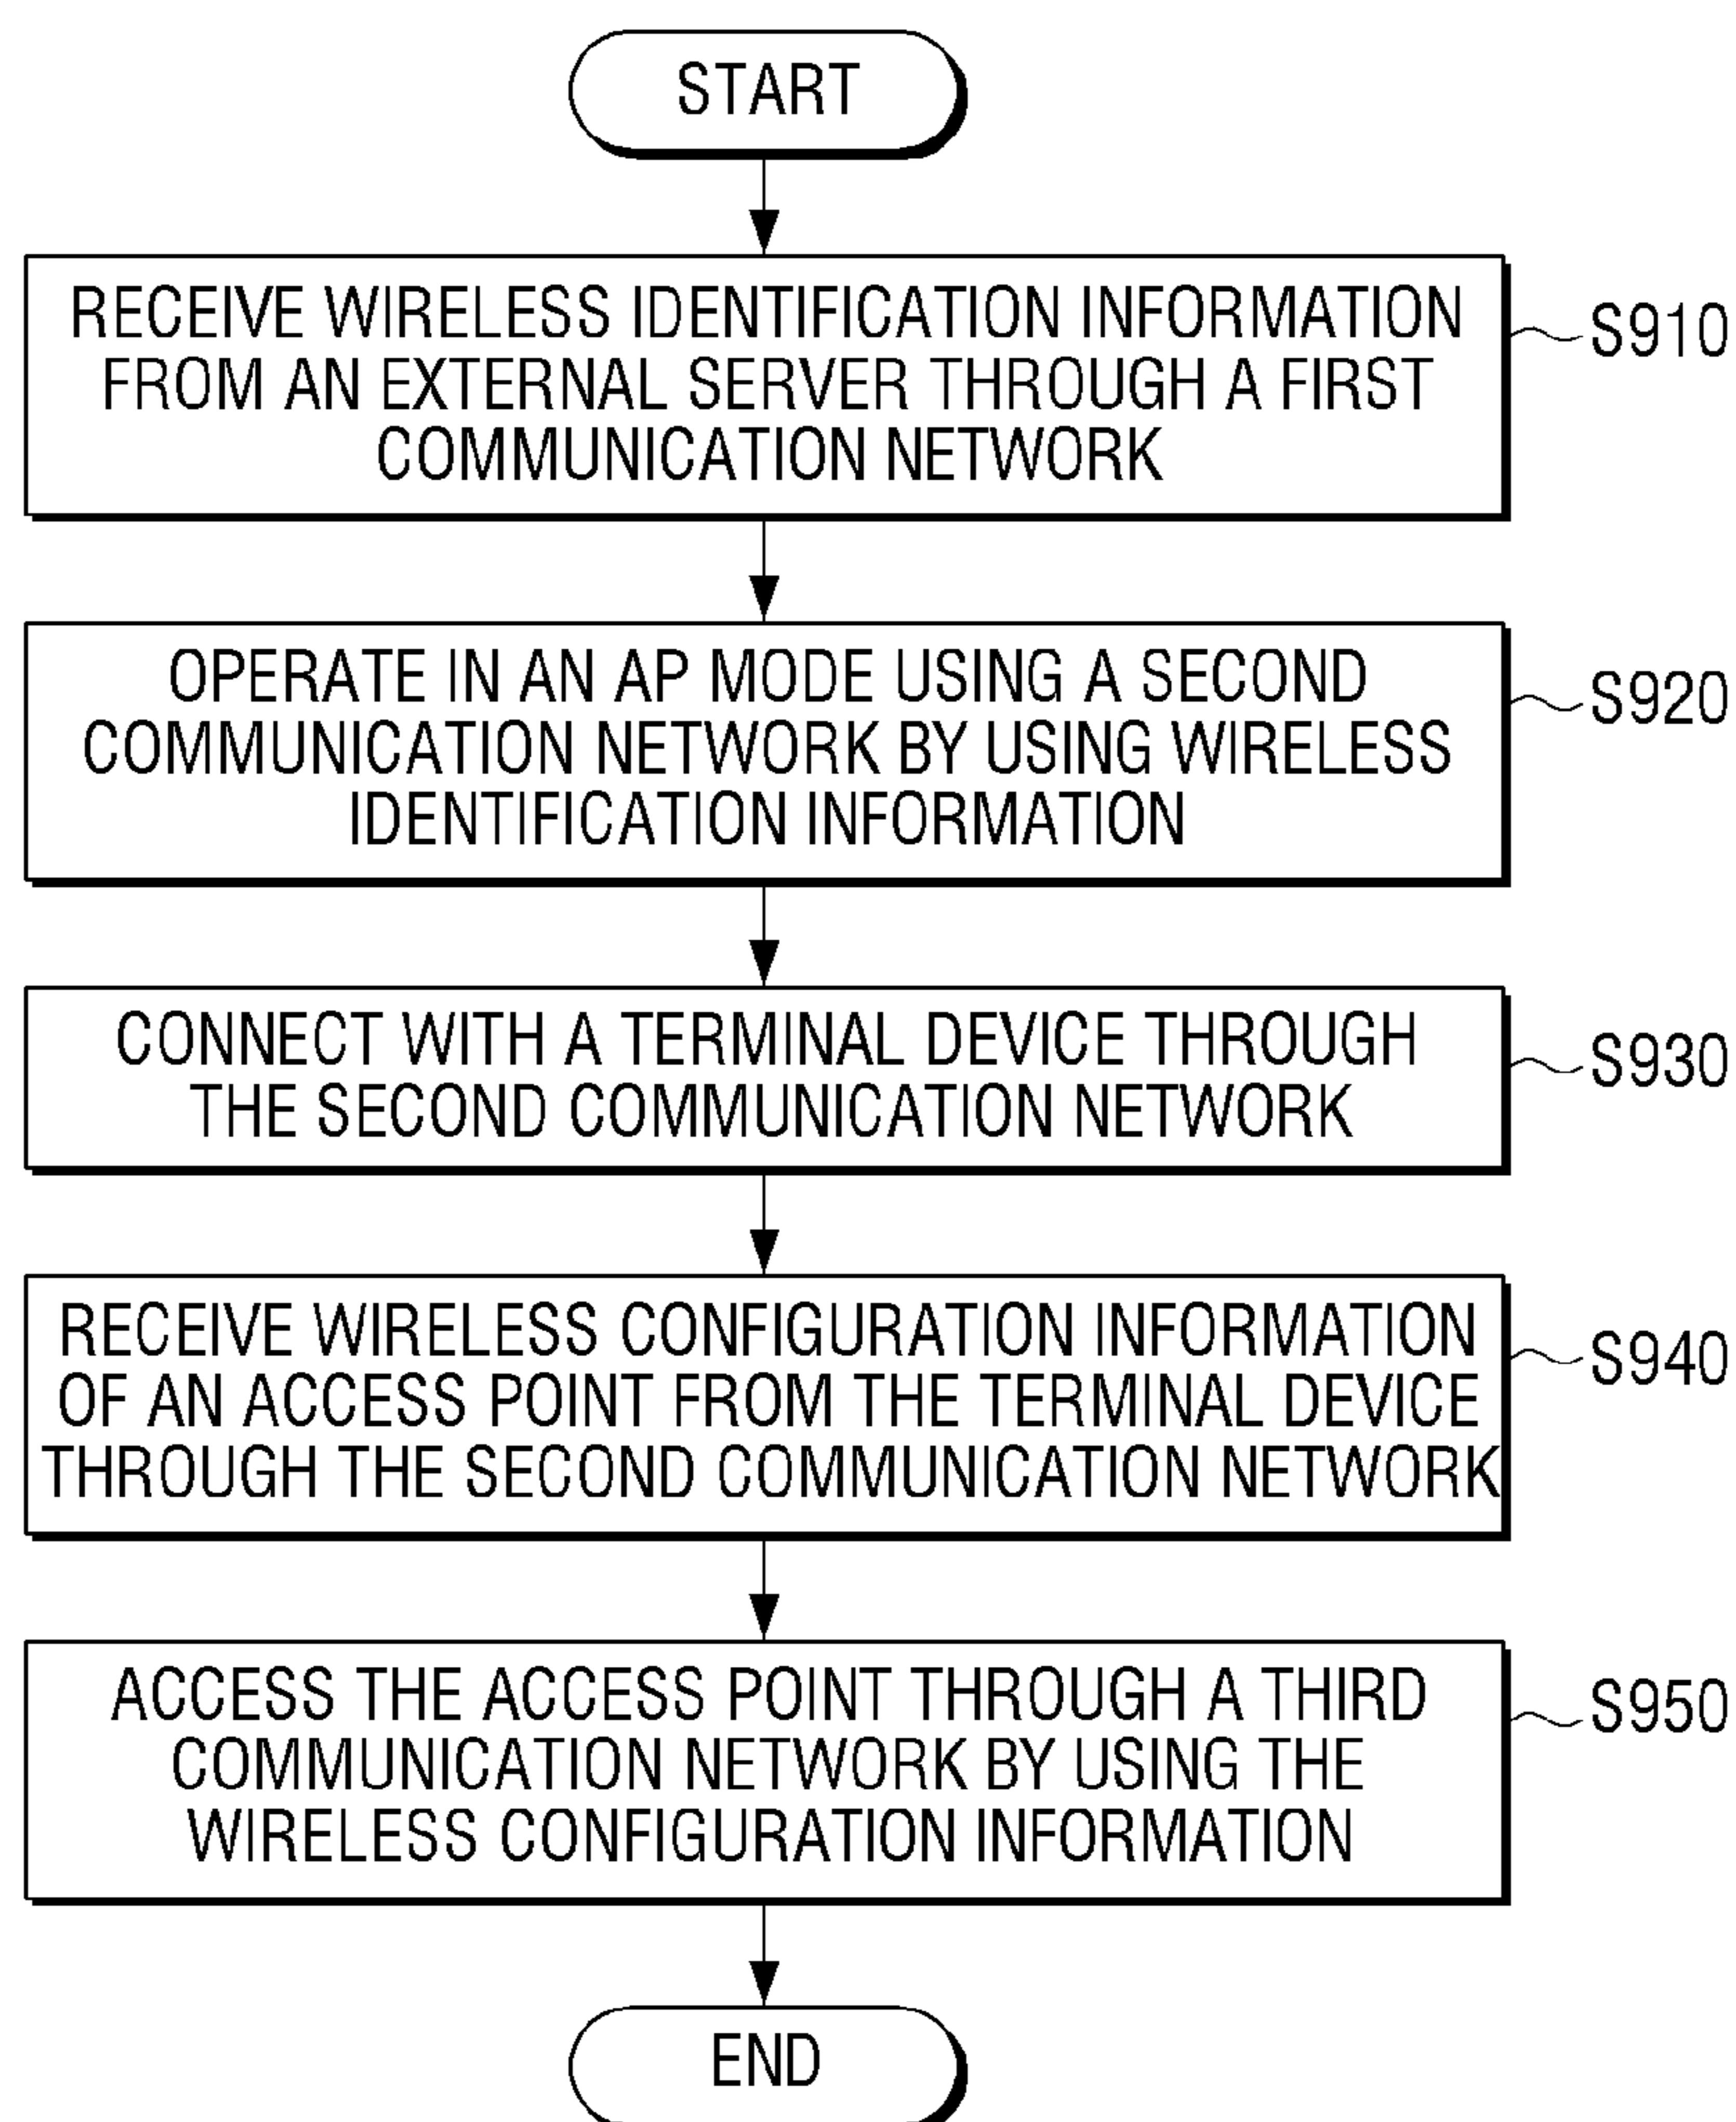 START
RECEIVE WIRELESS IDENTIFICATION INFORMATION
FROM AN EXTERNAL SERVER THROUGH A FIRST
COMMUNICATION NETWORK
S910
OPERATE IN AN AP MODE USING A SECOND
COMMUNICATION NETWORK BY USING WIRELESS
IDENTIFICATION INFORMATION
S920
CONNECT WITH A TERMINAL DEVICE THROUGH
THE SECOND COMMUNICATION NETWORK
S930
RECEIVE WIRELESS CONFIGURATION INFORMATION
OF AN ACCESS POINT FROM THE TERMINAL DEVICE
THROUGH THE SECOND COMMUNICATION NETWORK
S940
ACCESS THE ACCESS POINT THROUGH A THIRD
COMMUNICATION NETWORK BY USING THE
WIRELESS CONFIGURATION INFORMATION
S950
END